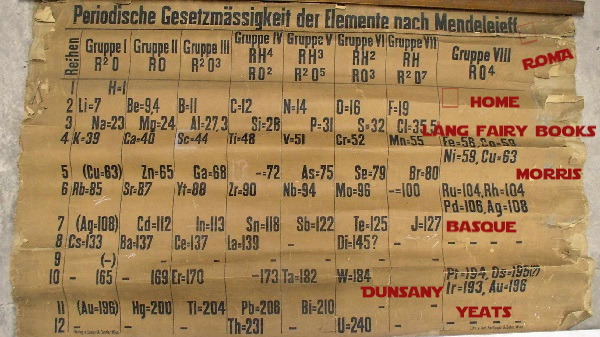 Periodische Gesetzmässigkeit der Elemente nach Mendelejeff
ROMA
Reihen Gruppe I R²O Gruppe II RO Gruppe III R²O³ Gruppe IV RH⁴ RO² Gruppe V RH³ R²O⁵ Gruppe VI RH² RO³ Gruppe VII RH R²O⁷ Gruppe VIII RO⁴
1 H=1
HOME
2 Li=7 Be=9,4 B=11 C=12 N=14 O=16 F=19
3 Na=23 Mg=24 Al=27,3 Si=28 P=31 S=32 Cl=35,5
LANG FAIRY BOOKS
4 K=39 Ca=40 Sc=44 Ti=48 V=51 Cr=52 Mn=55 Fe=56, Co=59
Ni=59, Cu=63
MORRIS
5 (Cu=63) Zn=65 Ga=68 -=72 As=75 Se=79 Br=80
6 Rb=85 Sr=87 Yt=88 Zr=90 Nb=94 Mo=96 -=100 Ru=104, Rh=104
Pd=106, Ag=108
7 (Ag=108) Cd=112 In=113 Sn=118 Sb=122 Te=125 J=127
BASQUE
8 Cs=133 Ba=137 Ce=137 La=139 - Di=145? - - - - -
9 (-) - - - - - -
10 - 165 - 169 Er=170 -173 Ta=182 W=184 - Pt=194, Os=195(?)
Ir=193, Au=196
DUNSANY
11 (Au=196) Hg=200 Tl=204 Pb=206 Bi=210 - -
YEATS
12 - - - Th=231 - U=240 - - - - -